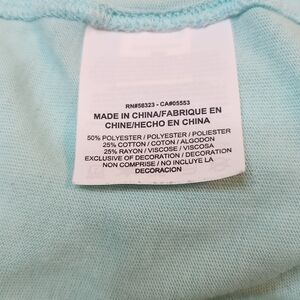 RN#56323 - CA#05553
MADE IN CHINA/FABRIQUE EN
CHINE/HECHO EN CHINA
50% POLYESTER / POLYESTER / POLIESTER
25% COTTON / COTON / ALGODON
25% RAYON / VISCOSE / VISCOSA
EXCLUSIVE OF DECORATION / DECORATION
NON COMPRISE / NO INCLUYE LA
DECORACION